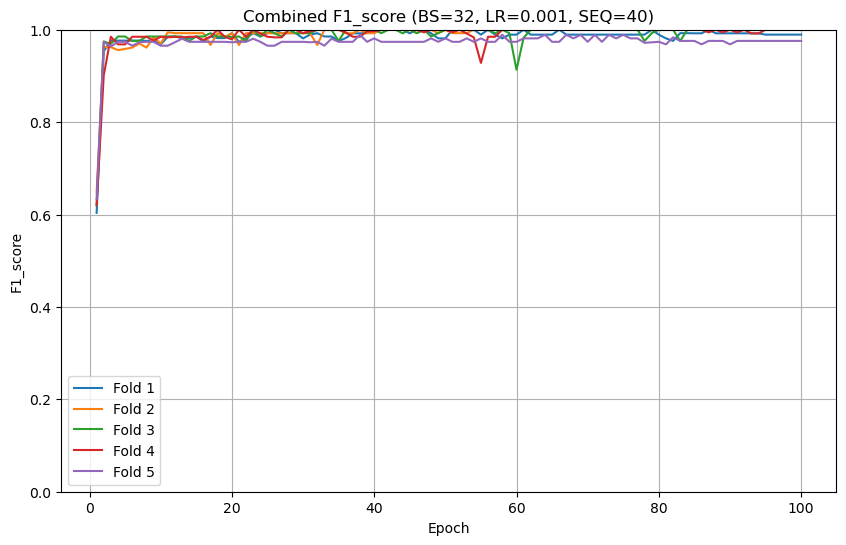 Combined F1_score (BS=32, LR=0.001, SEQ=40)
1.0
0.8
0.6
0.4
0.2
0.0
F1_score
Fold 1
Fold 2
Fold 3
Fold 4
Fold 5
0 20 40 60 80 100
Epoch